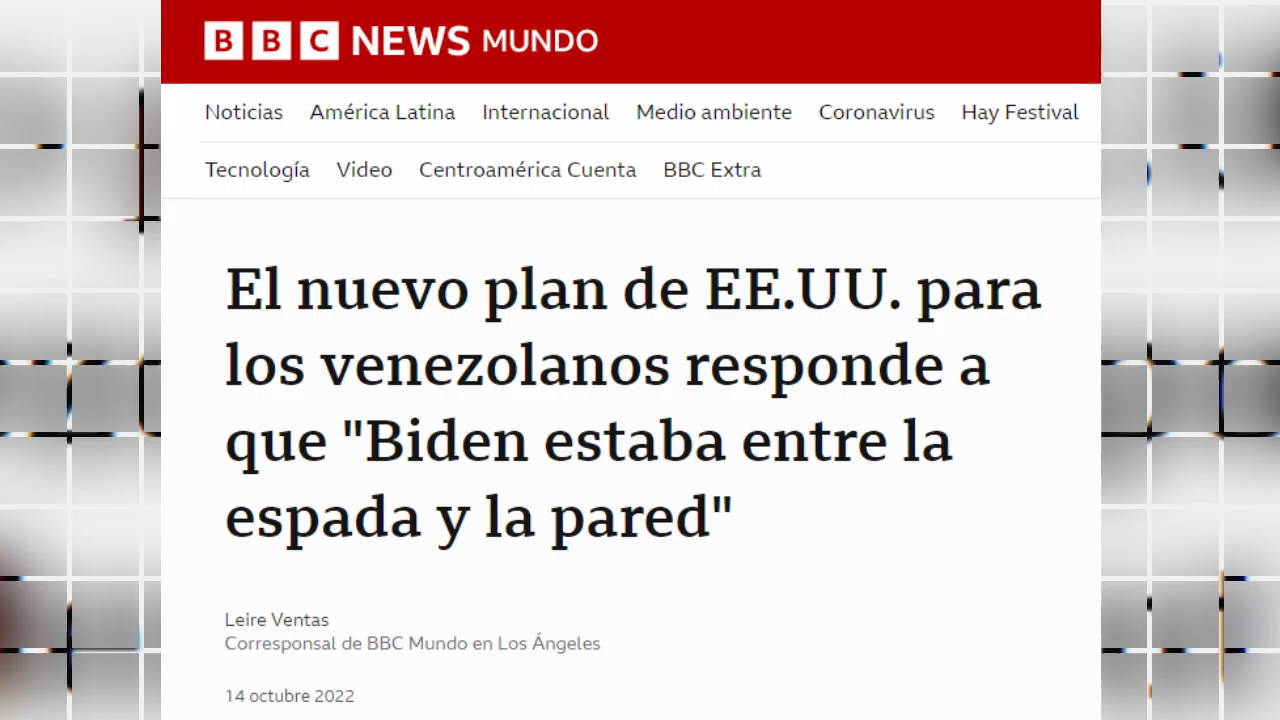 BBC NEWS MUNDO
Noticias América Latina Internacional Medio ambiente Coronavirus Hay Festival
Tecnología Video Centroamérica Cuenta BBC Extra
El nuevo plan de EE.UU. para
los venezolanos responde a
que "Biden estaba entre la
espada y la pared"
Leire Ventas
Corresponsal de BBC Mundo en Los Ángeles
14 octubre 2022